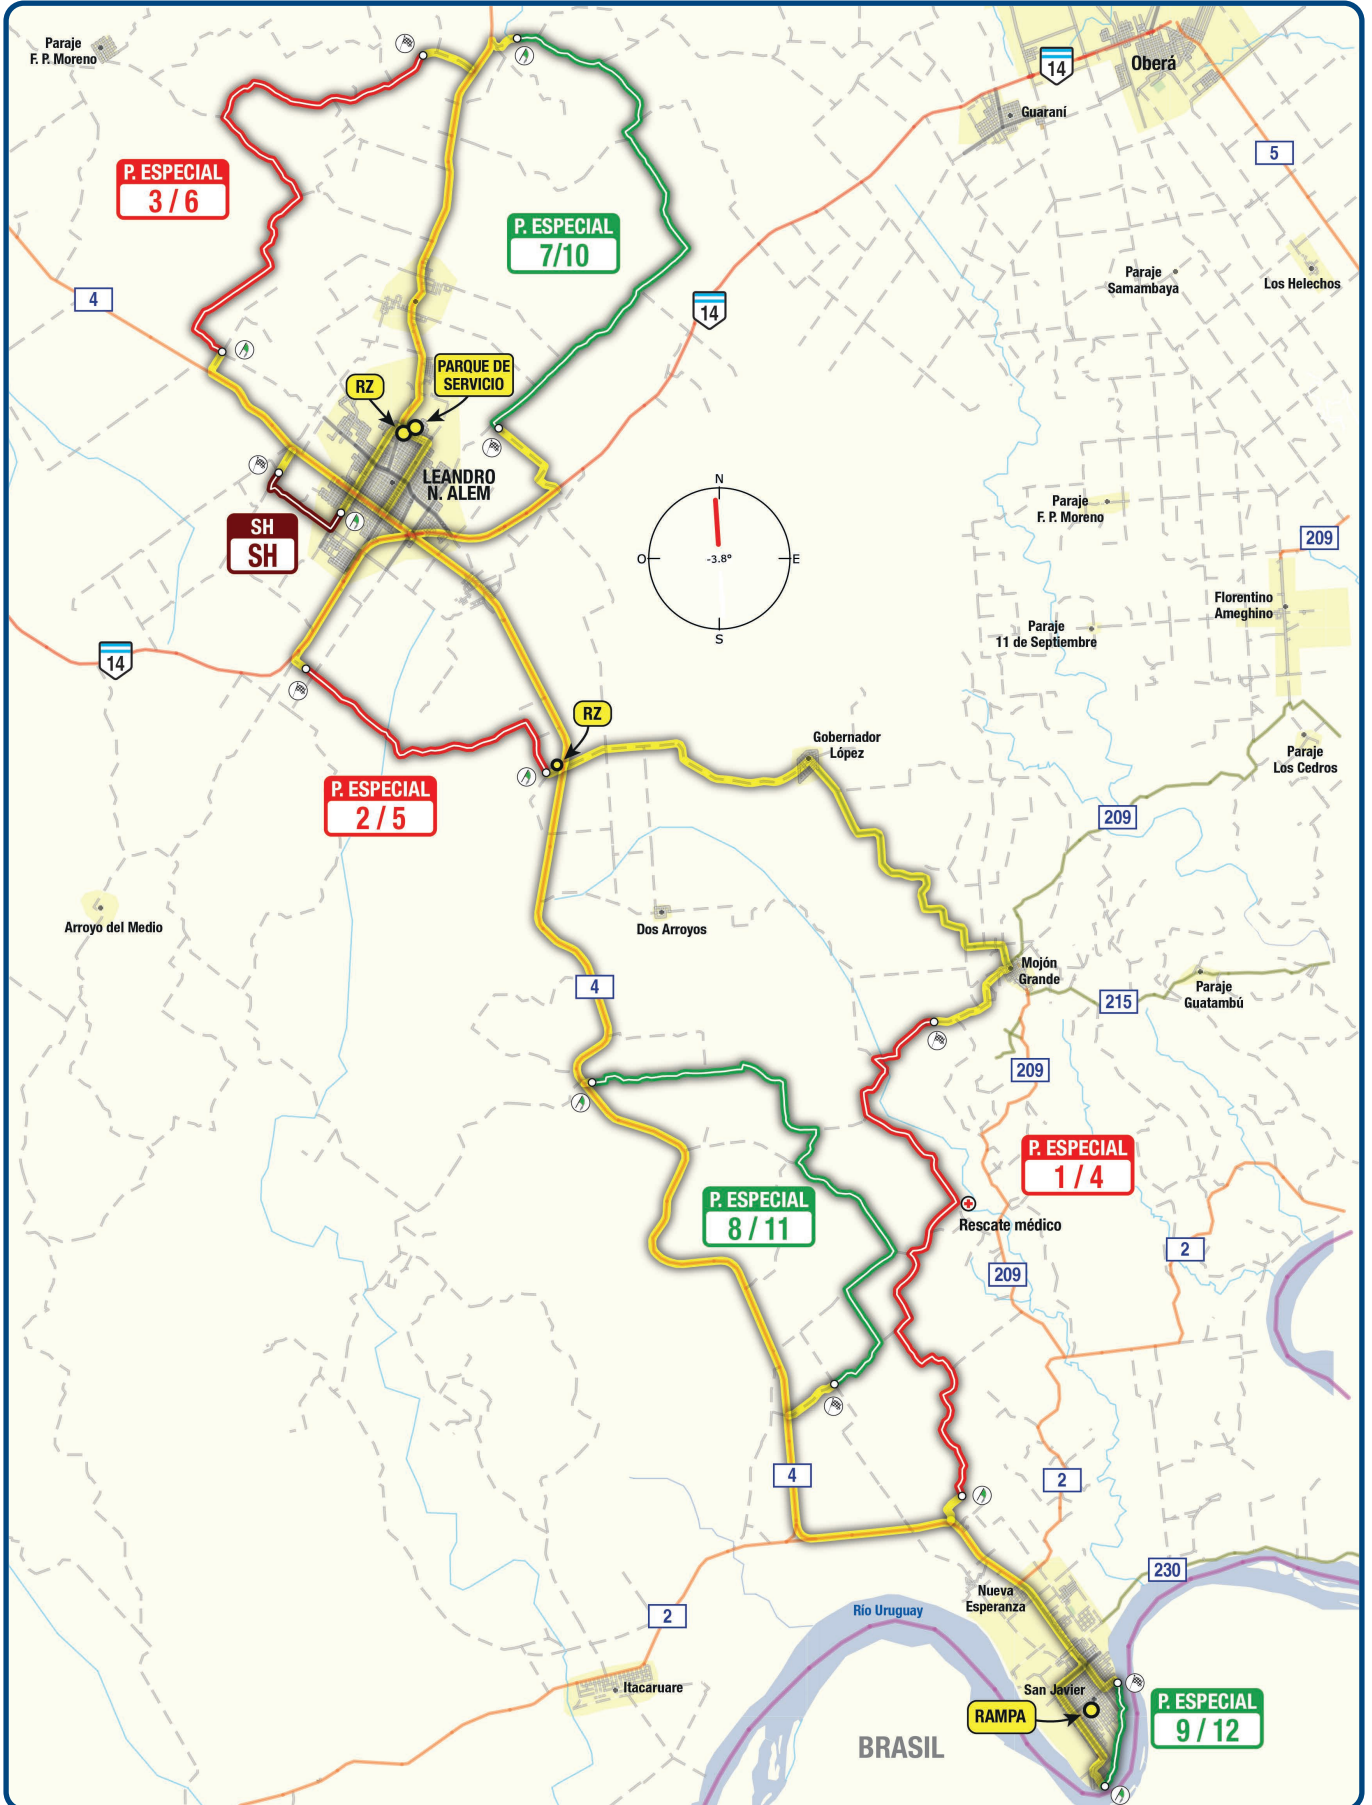 Paraje
F. P. Moreno
14
Oberá
Guaraní
5
P. ESPECIAL
3 / 6
P. ESPECIAL
7/10
Paraje
Samambaya
Los Helechos
4
14
RZ
PARQUE DE
SERVICIO
LEANDRO
N. ALEM
SH
SH
N
O
-3.8°
E
S
Paraje
F. P. Moreno
209
Florentino
Ameghino
Paraje
11 de Septiembre
14
RZ
Gobernador
López
Paraje
Los Cedros
P. ESPECIAL
2 / 5
209
Arroyo del Medio
Dos Arroyos
4
Mojón
Grande
215
Paraje
Guatambú
209
P. ESPECIAL
1 / 4
P. ESPECIAL
8 / 11
Rescate médico
2
209
4
2
230
Nueva
Esperanza
2
Río Uruguay
Itacaruare
San Javier
RAMPA
P. ESPECIAL
9 / 12
BRASIL